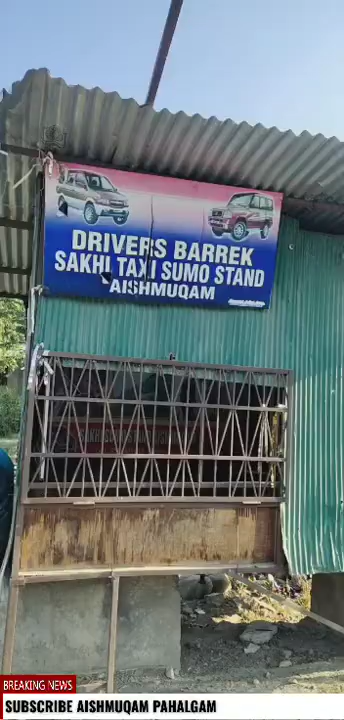 DRIVERS BARREK
SAKHI TAXI SUMO STAND
AISHMUQAM
BREAKING NEWS
SUBSCRIBE AISHMUQAM PAHALGAM